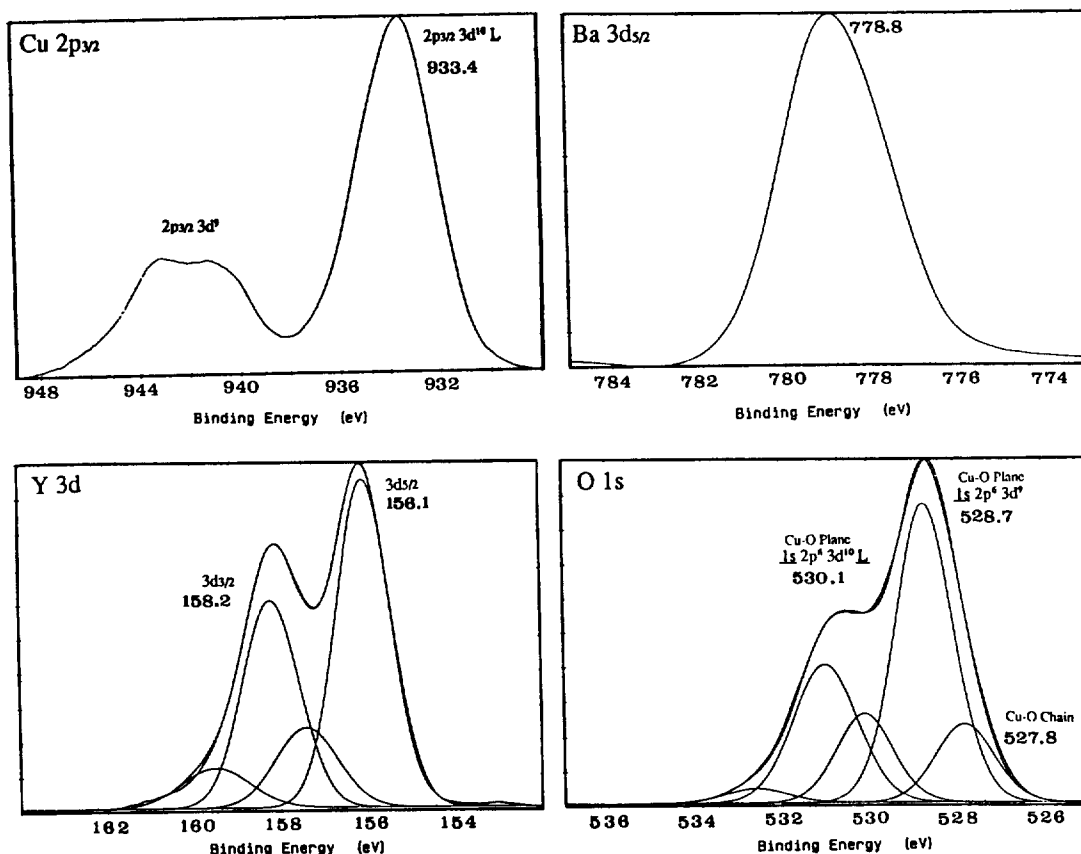 Cu 2p3/2
2p3/2 3d¹⁰ L
933.4
2p3/2 3d⁹
948 944 940 936 932
Binding Energy (eV)
778.8
Ba 3d5/2
784 782 780 778 776 774
Binding Energy (eV)
Y 3d
3d5/2
156.1
3d3/2
158.2
162 160 158 156 154
Binding Energy (eV)
O 1s
Cu-O Plane
1s 2p⁶ 3d⁹
528.7
Cu-O Plane
1s 2p⁶ 3d¹⁰ L
530.1
Cu-O Chain
527.8
536 534 532 530 528 526
Binding Energy (eV)